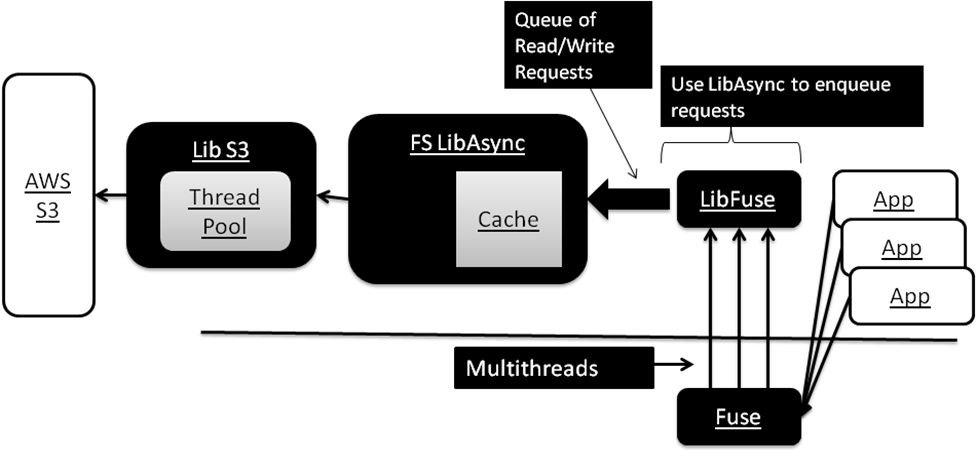 Queue of
Read/Write
Requests
Use LibAsync to enqueue
requests
AWS
S3
Lib S3
Thread
Pool
FS LibAsync
Cache
LibFuse
App
App
App
Multithreads
Fuse